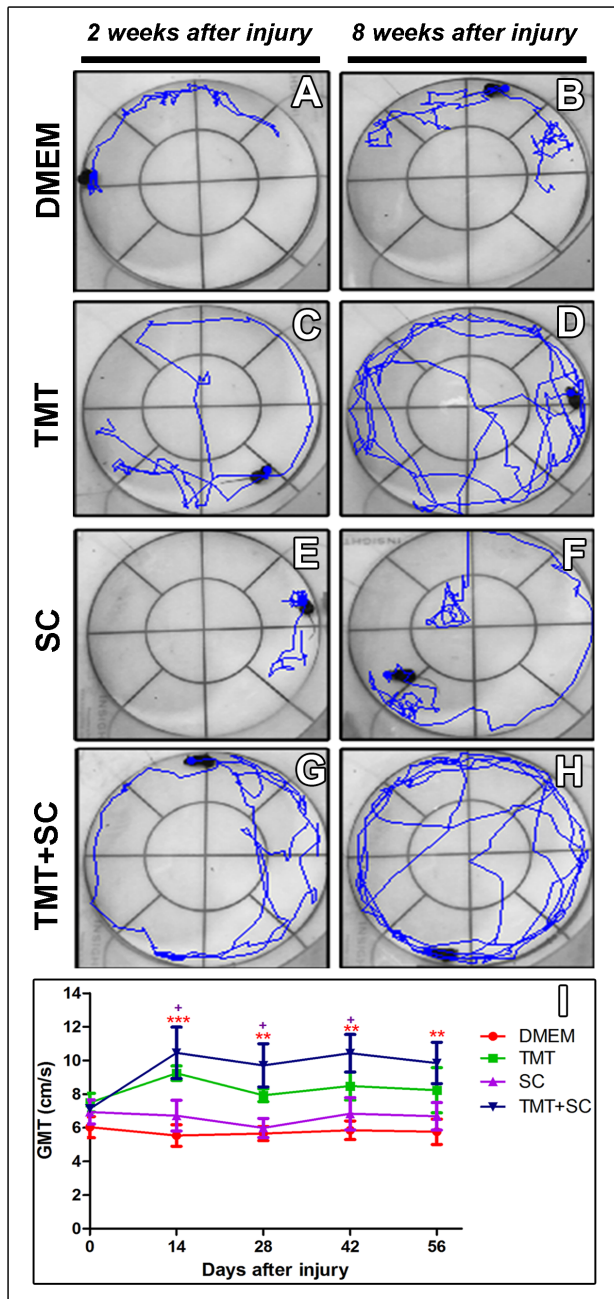 2 weeks after injury 8 weeks after injury
DMEM
A
B
TMT
C
D
SC
E
F
INSIGHT
TMT+SC
G
H
I
GMT (cm/s)
14
12
10
8
6
4
2
0
+ + +
*** ** ** **
DMEM
TMT
SC
TMT+SC
0 14 28 42 56
Days after injury